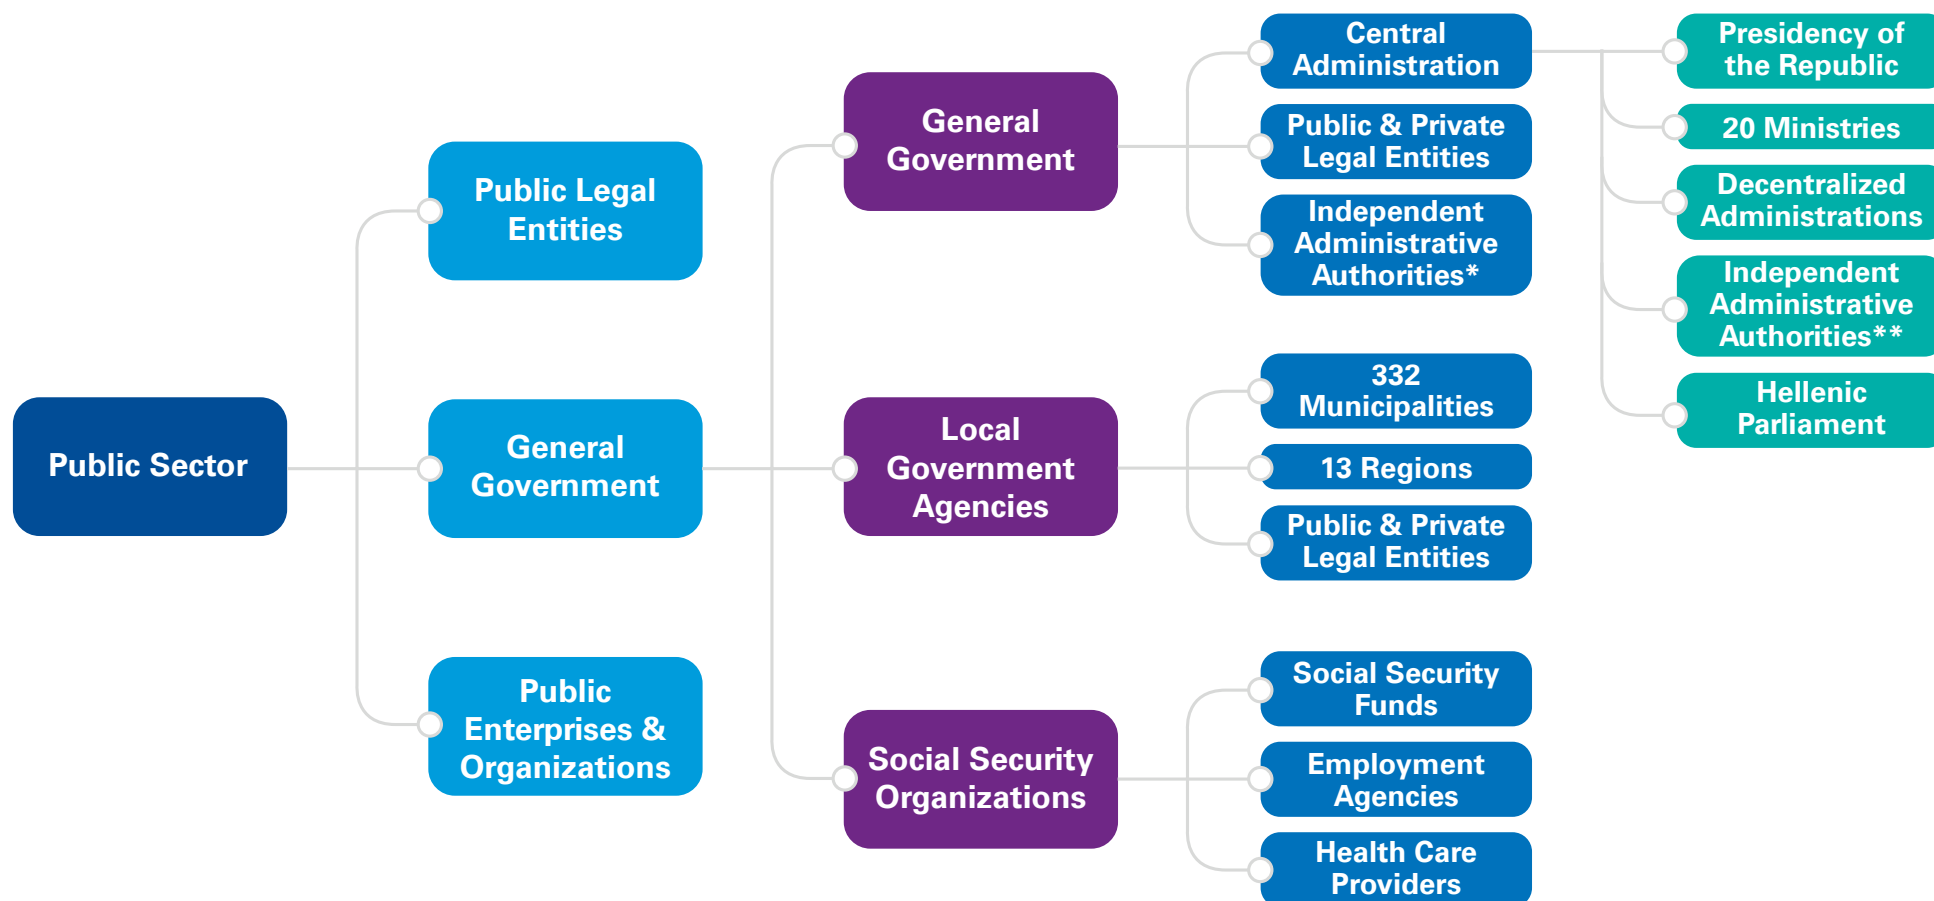 Public Sector
Public Legal
Entities
General
Government
Public
Enterprises &
Organizations
General
Government
Local
Government
Agencies
Social Security
Organizations
Central
Administration
Public & Private
Legal Entities
Independent
Administrative
Authorities*
332
Municipalities
13 Regions
Public & Private
Legal Entities
Social Security
Funds
Employment
Agencies
Health Care
Providers
Presidency of
the Republic
20 Ministries
Decentralized
Administrations
Independent
Administrative
Authorities**
Hellenic
Parliament